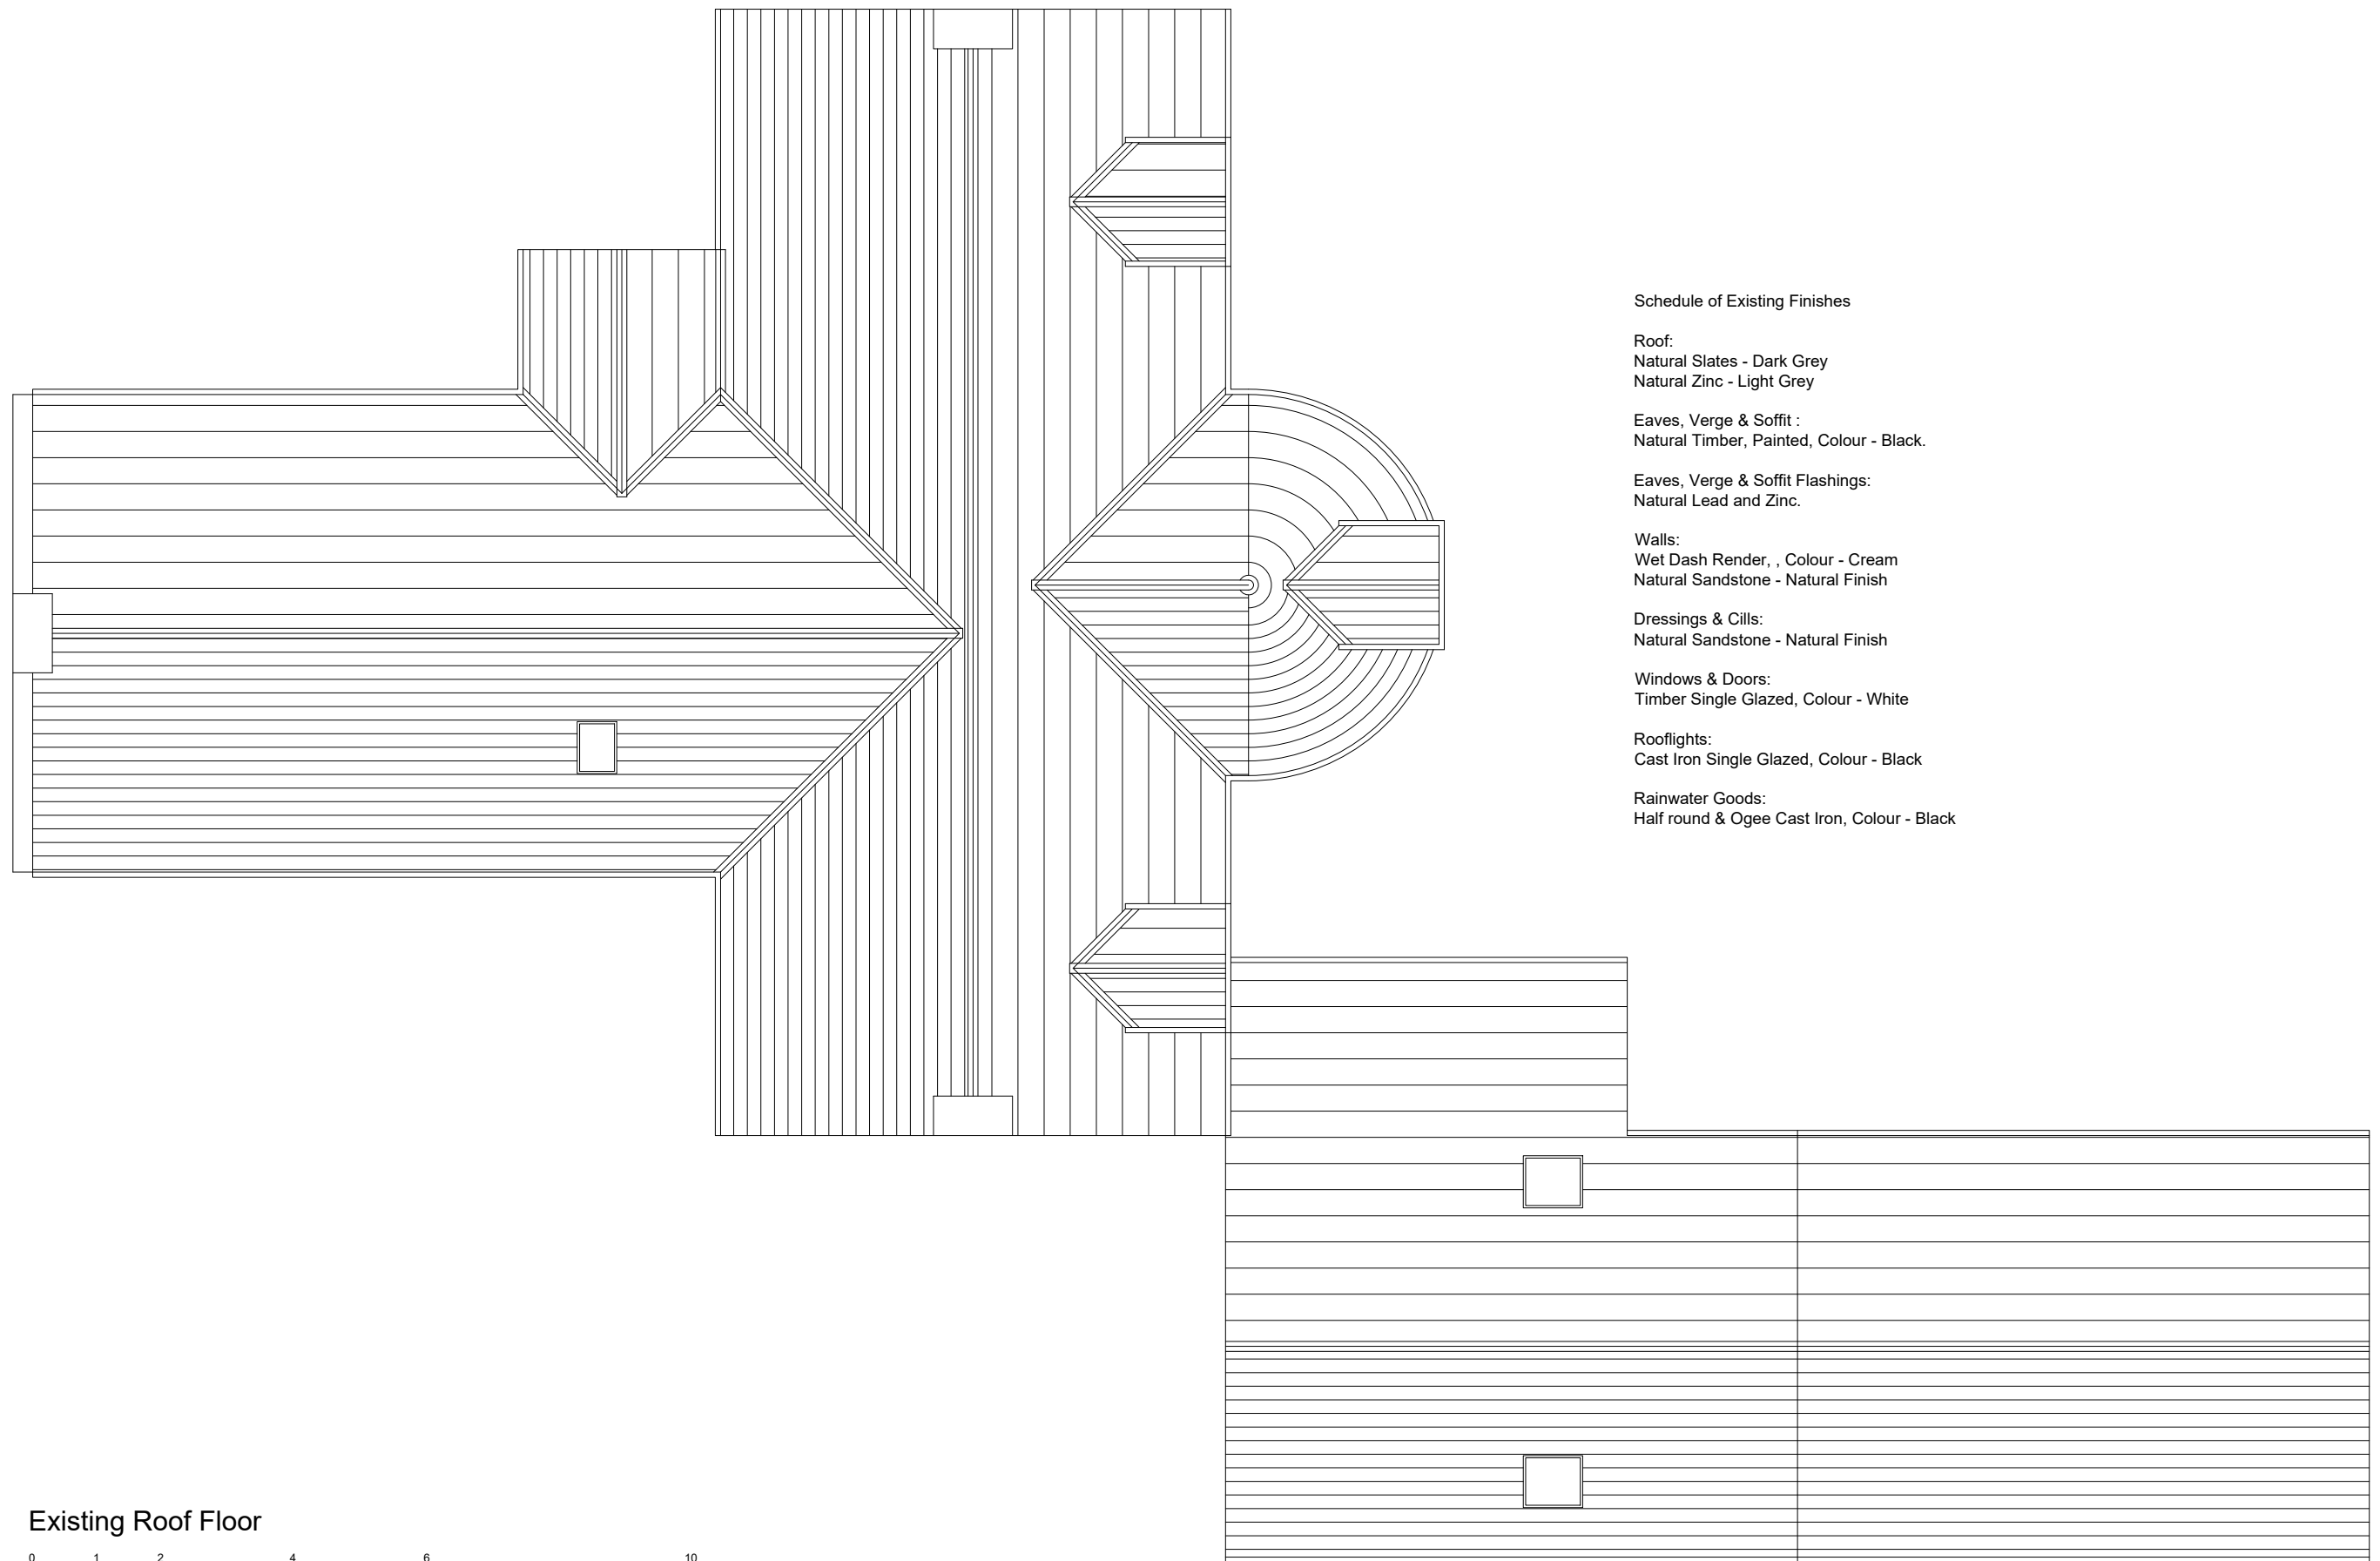 Schedule of Existing Finishes
Roof:
Natural Slates - Dark Grey
Natural Zinc - Light Grey
Eaves, Verge & Soffit :
Natural Timber, Painted, Colour - Black.
Eaves, Verge & Soffit Flashings:
Natural Lead and Zinc.
Walls:
Wet Dash Render, , Colour - Cream
Natural Sandstone - Natural Finish
Dressings & Cills:
Natural Sandstone - Natural Finish
Windows & Doors:
Timber Single Glazed, Colour - White
Rooflights:
Cast Iron Single Glazed, Colour - Black
Rainwater Goods:
Half round & Ogee Cast Iron, Colour - Black
Existing Roof Floor
0 1 2 4 6 10